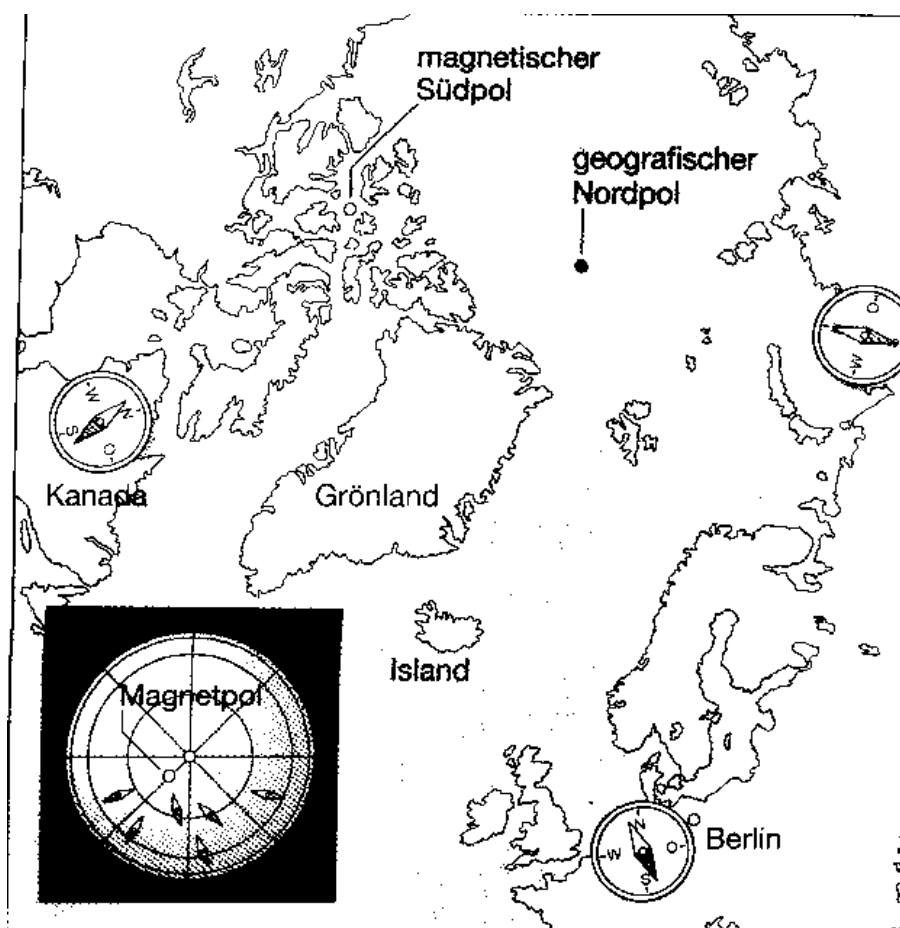 magnetischer
Südpol
geografischer
Nordpol
O
W
W
N
S
O
Kanada
Grönland
Island
Magnetpol
N
W
O
S
Berlin